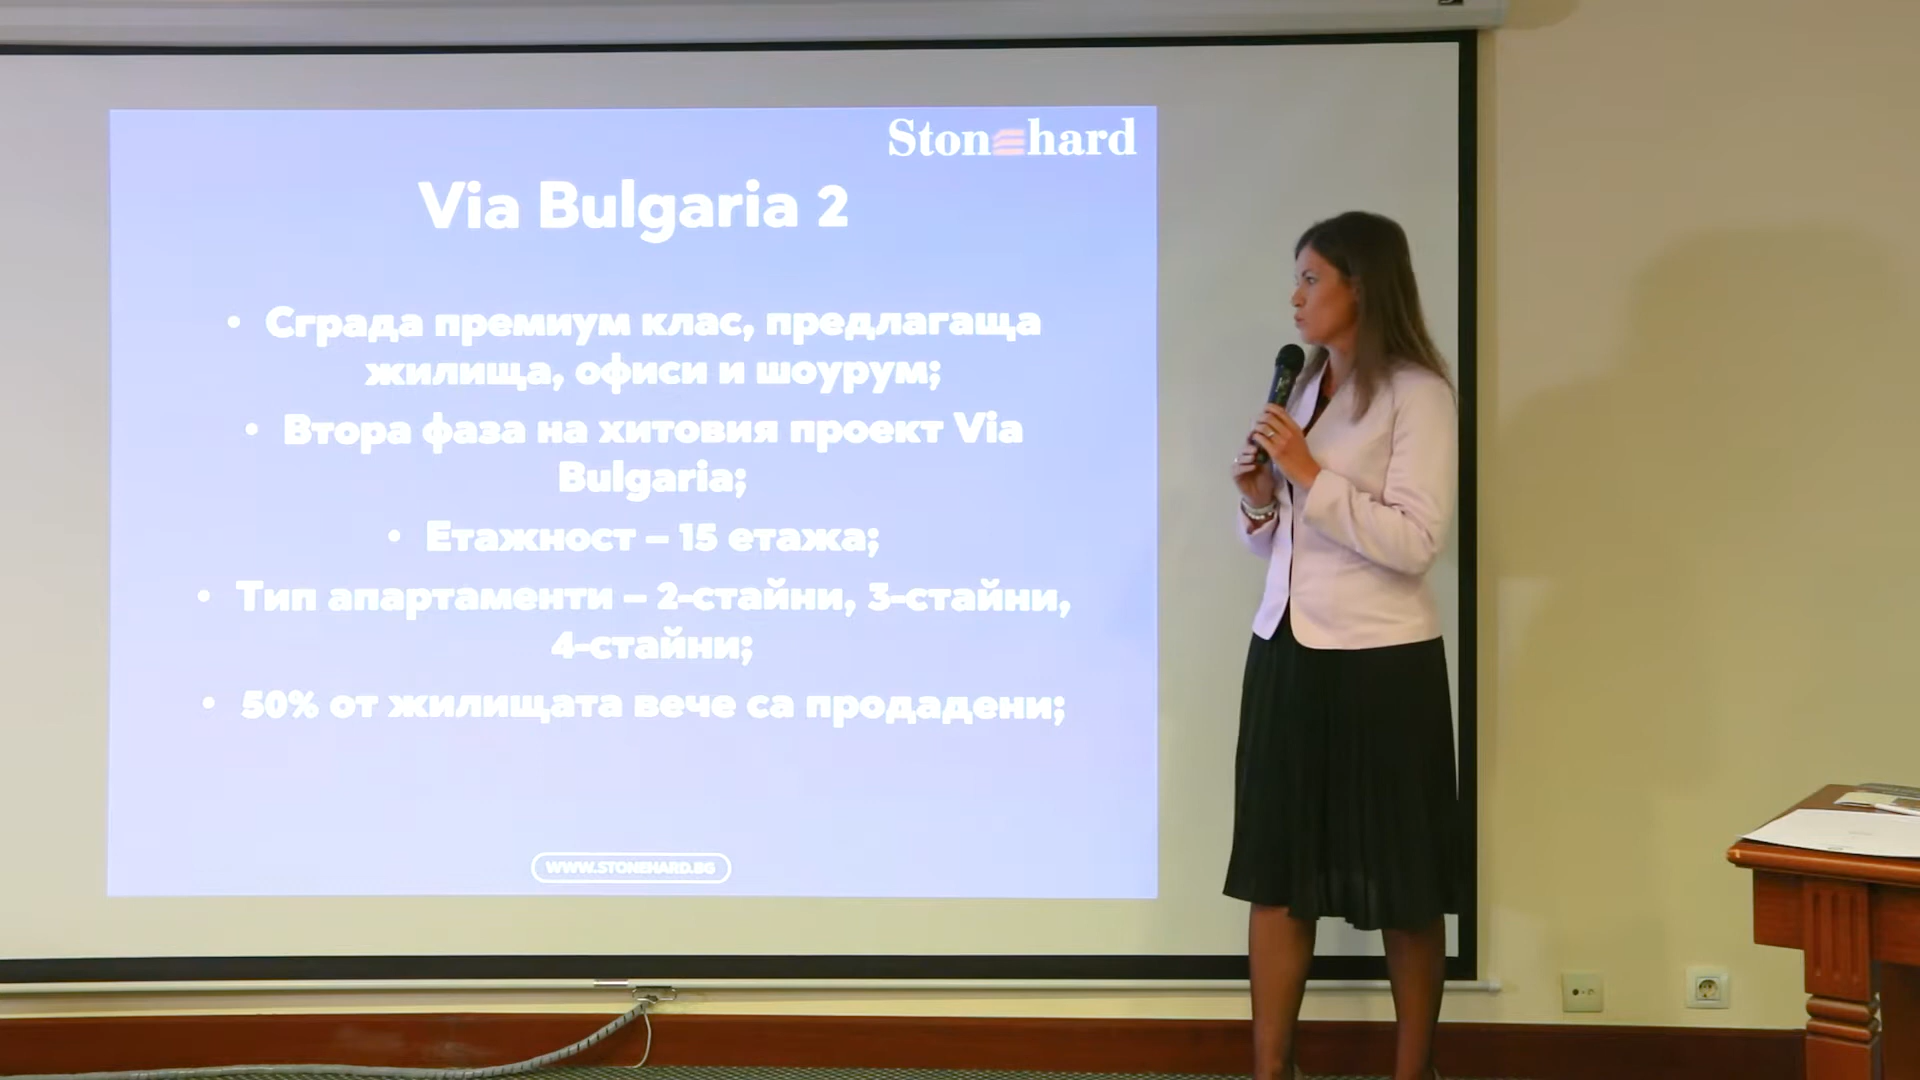 Stonehard
Via Bulgaria 2
• Сграда премиум клас, предлагаща
жилища, офиси и шоурум;
• Втора фаза на хитовия проект Via
Bulgaria;
• Етажност – 15 етажа;
• Тип апартаменти – 2-стайни, 3-стайни,
4-стайни;
• 50% от жилищата вече са продадени;
WWW.STONEHARD.BG